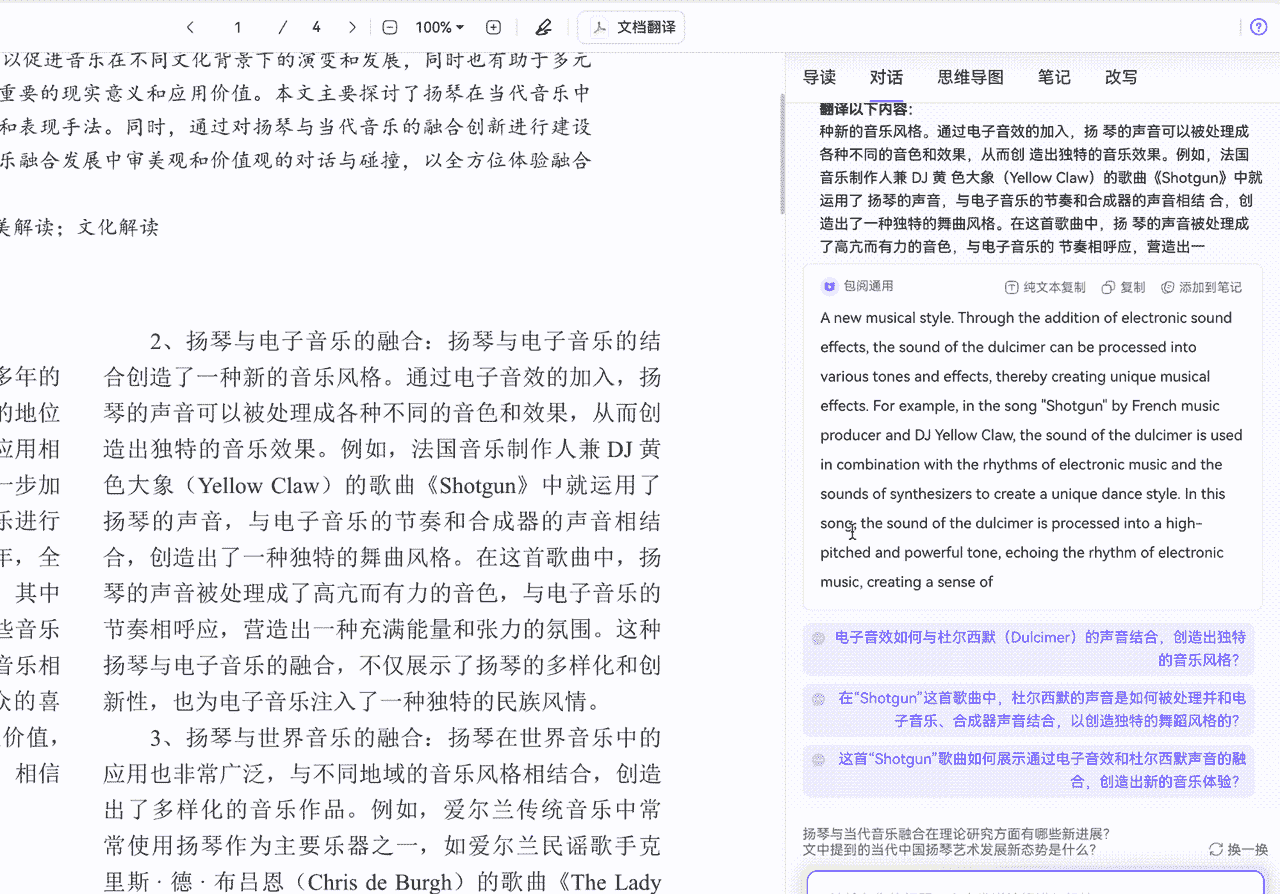 1 / 4 100% 文档翻译
导读 对话 思维导图 笔记 改写
以促进音乐在不同文化背景下的演变和发展，同时也有助于多元
重要的现实意义和应用价值。本文主要探讨了扬琴在当代音乐中
和表现手法。同时，通过对扬琴与当代音乐的融合创新进行建设
乐融合发展中审美观和价值观的对话与碰撞，以全方位体验融合
美解读；文化解读
多年的
的地位
应用相
一步加
乐进行
年，全
其中
些音乐
音乐相
众的喜
价值，
相信
2、扬琴与电子音乐的融合：扬琴与电子音乐的结
合创造了一种新的音乐风格。通过电子音效的加入，扬
琴的声音可以被处理成各种不同的音色和效果，从而创
造出独特的音乐效果。例如，法国音乐制作人兼 DJ 黄
色大象（Yellow Claw）的歌曲《Shotgun》中就运用了
扬琴的声音，与电子音乐的节奏和合成器的声音相结
合，创造出了一种独特的舞曲风格。在这首歌曲中，扬
琴的声音被处理成了高亢而有力的音色，与电子音乐的
节奏相呼应，营造出一种充满能量和张力的氛围。这种
扬琴与电子音乐的融合，不仅展示了扬琴的多样化和创
新性，也为电子音乐注入了一种独特的民族风情。
3、扬琴与世界音乐的融合：扬琴在世界音乐中的
应用也非常广泛，与不同地域的音乐风格相结合，创造
出了多样化的音乐作品。例如，爱尔兰传统音乐中常
常使用扬琴作为主要乐器之一，如爱尔兰民谣歌手克
里斯·德·布吕恩（Chris de Burgh）的歌曲《The Lady
翻译以下内容：
种新的音乐风格。通过电子音效的加入，扬 琴的声音可以被处理成
各种不同的音色和效果，从而创 造出独特的音乐效果。例如，法国
音乐制作人兼 DJ 黄 色大象（Yellow Claw）的歌曲《Shotgun》中就
运用了 扬琴的声音，与电子音乐的节奏和合成器的声音相结 合，创
造出了一种独特的舞曲风格。在这首歌曲中，扬 琴的声音被处理成
了高亢而有力的音色，与电子音乐的 节奏相呼应，营造出一
包阅通用 纯文本复制 复制 添加到笔记
A new musical style. Through the addition of electronic sound
effects, the sound of the dulcimer can be processed into
various tones and effects, thereby creating unique musical
effects. For example, in the song "Shotgun" by French music
producer and DJ Yellow Claw, the sound of the dulcimer is used
in combination with the rhythms of electronic music and the
sounds of synthesizers to create a unique dance style. In this
song, the sound of the dulcimer is processed into a high-
pitched and powerful tone, echoing the rhythm of electronic
music, creating a sense of
电子音效如何与杜尔西默（Dulcimer）的声音结合，创造出独特
的音乐风格？
在“Shotgun”这首歌曲中，杜尔西默的声音是如何被处理并和电
子音乐、合成器声音结合，以创造独特的舞蹈风格的？
这首“Shotgun”歌曲如何展示通过电子音效和杜尔西默声音的融
合，创造出新的音乐体验？
扬琴与当代音乐融合在理论研究方面有哪些新进展？
文中提到的当代中国扬琴艺术发展新态势是什么？
换一换